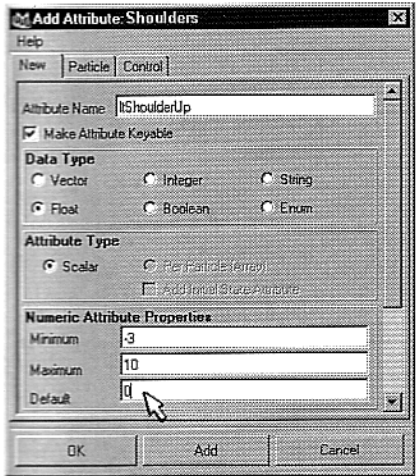 Add Attribute: Shoulders
Help
New Particle Control
Attribute Name ltShoulderUp
Make Attribute Keyable
Data Type
Vector Integer String
Float Boolean Enum
Attribute Type
Scalar Per Particle (Array)
Add Initial State Attribute
Numeric Attribute Properties
Minimum -3
Maximum 10
Default 0
OK Add Cancel